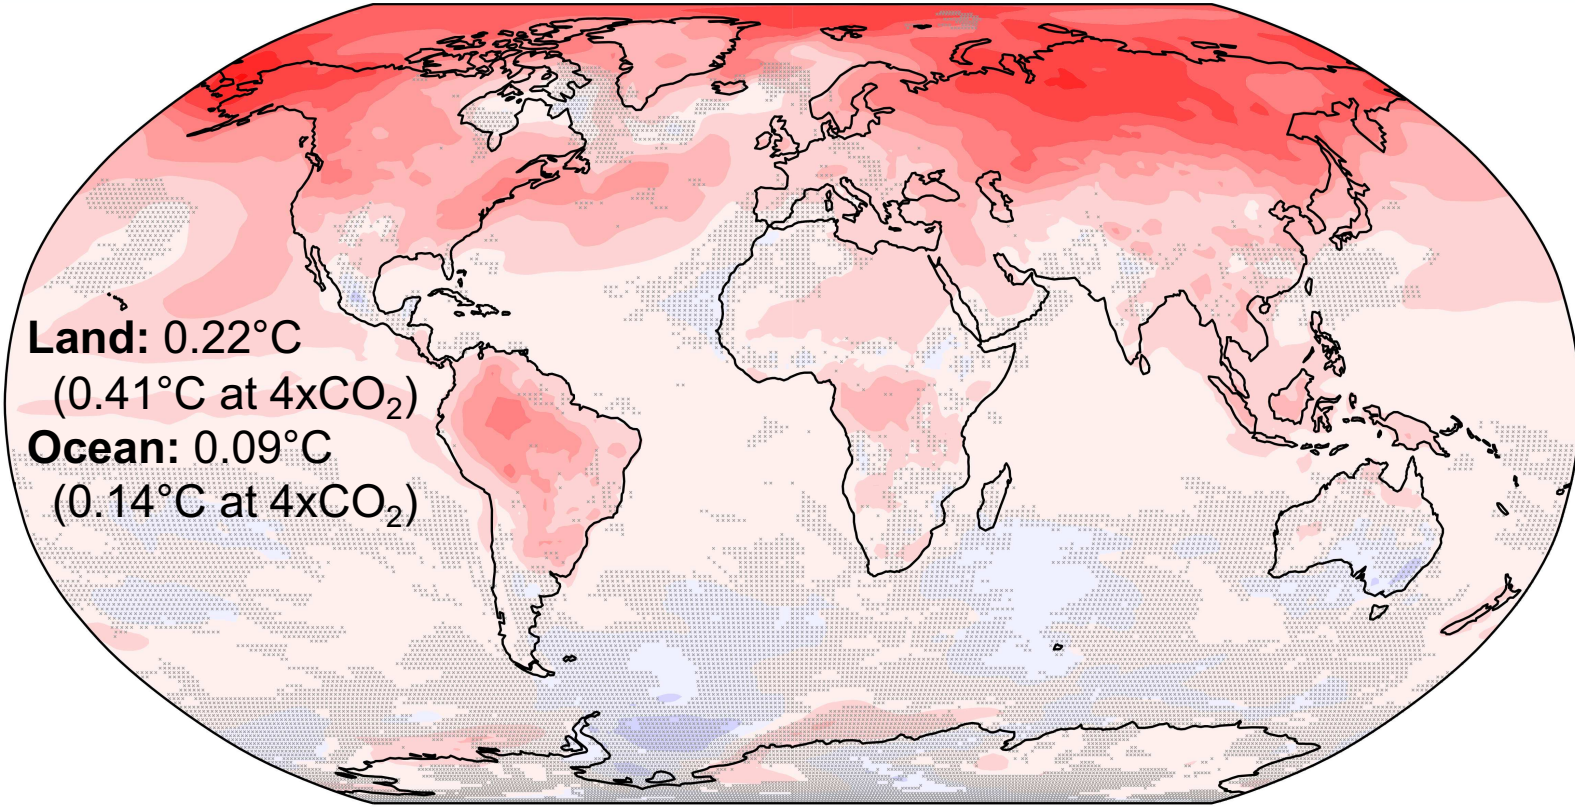 Land: 0.22°C
(0.41°C at 4xCO₂)
Ocean: 0.09°C
(0.14°C at 4xCO₂)